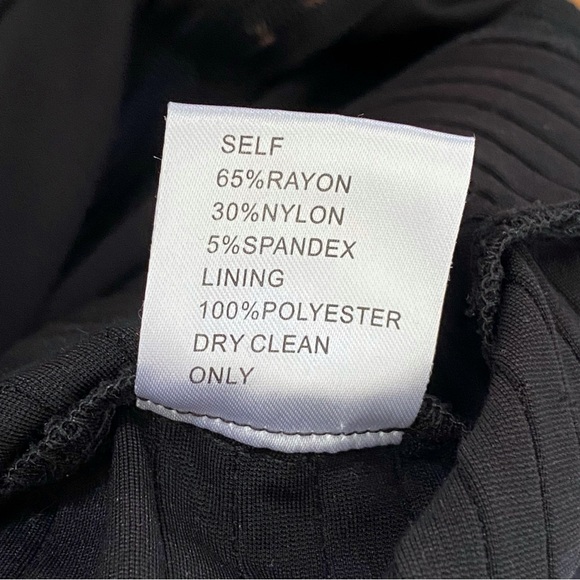 SELF
65%RAYON
30%NYLON
5%SPANDEX
LINING
100%POLYESTER
DRY CLEAN
ONLY